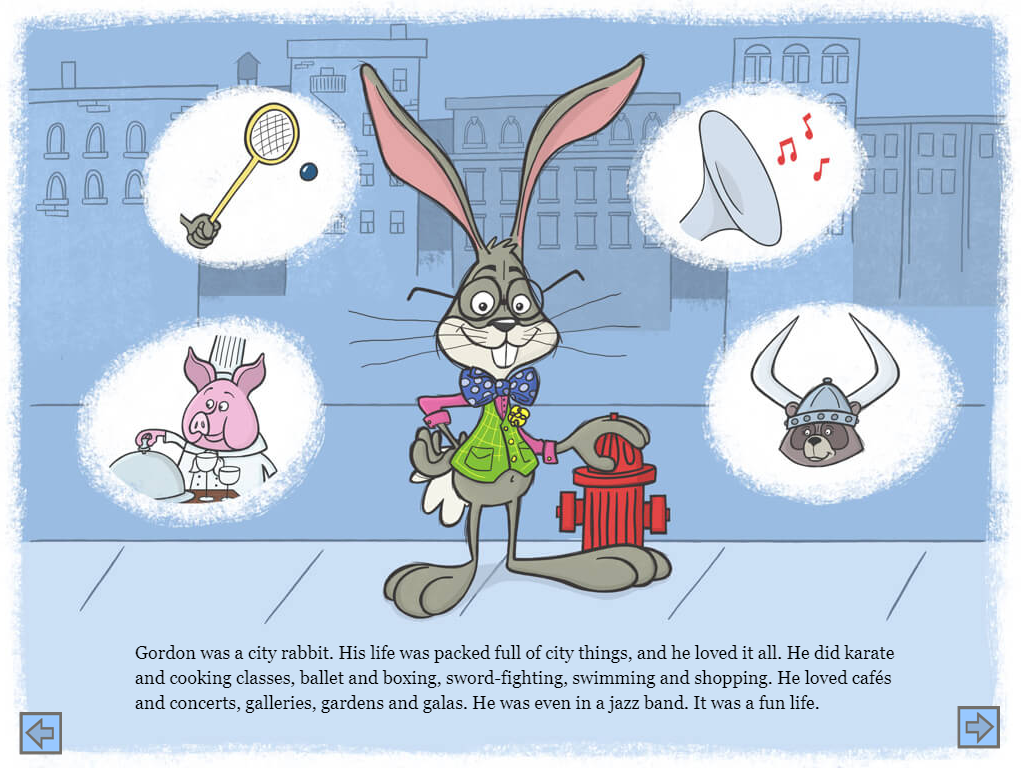 Gordon was a city rabbit. His life was packed full of city things, and he loved it all. He did karate
and cooking classes, ballet and boxing, sword-fighting, swimming and shopping. He loved cafés
and concerts, galleries, gardens and galas. He was even in a jazz band. It was a fun life.